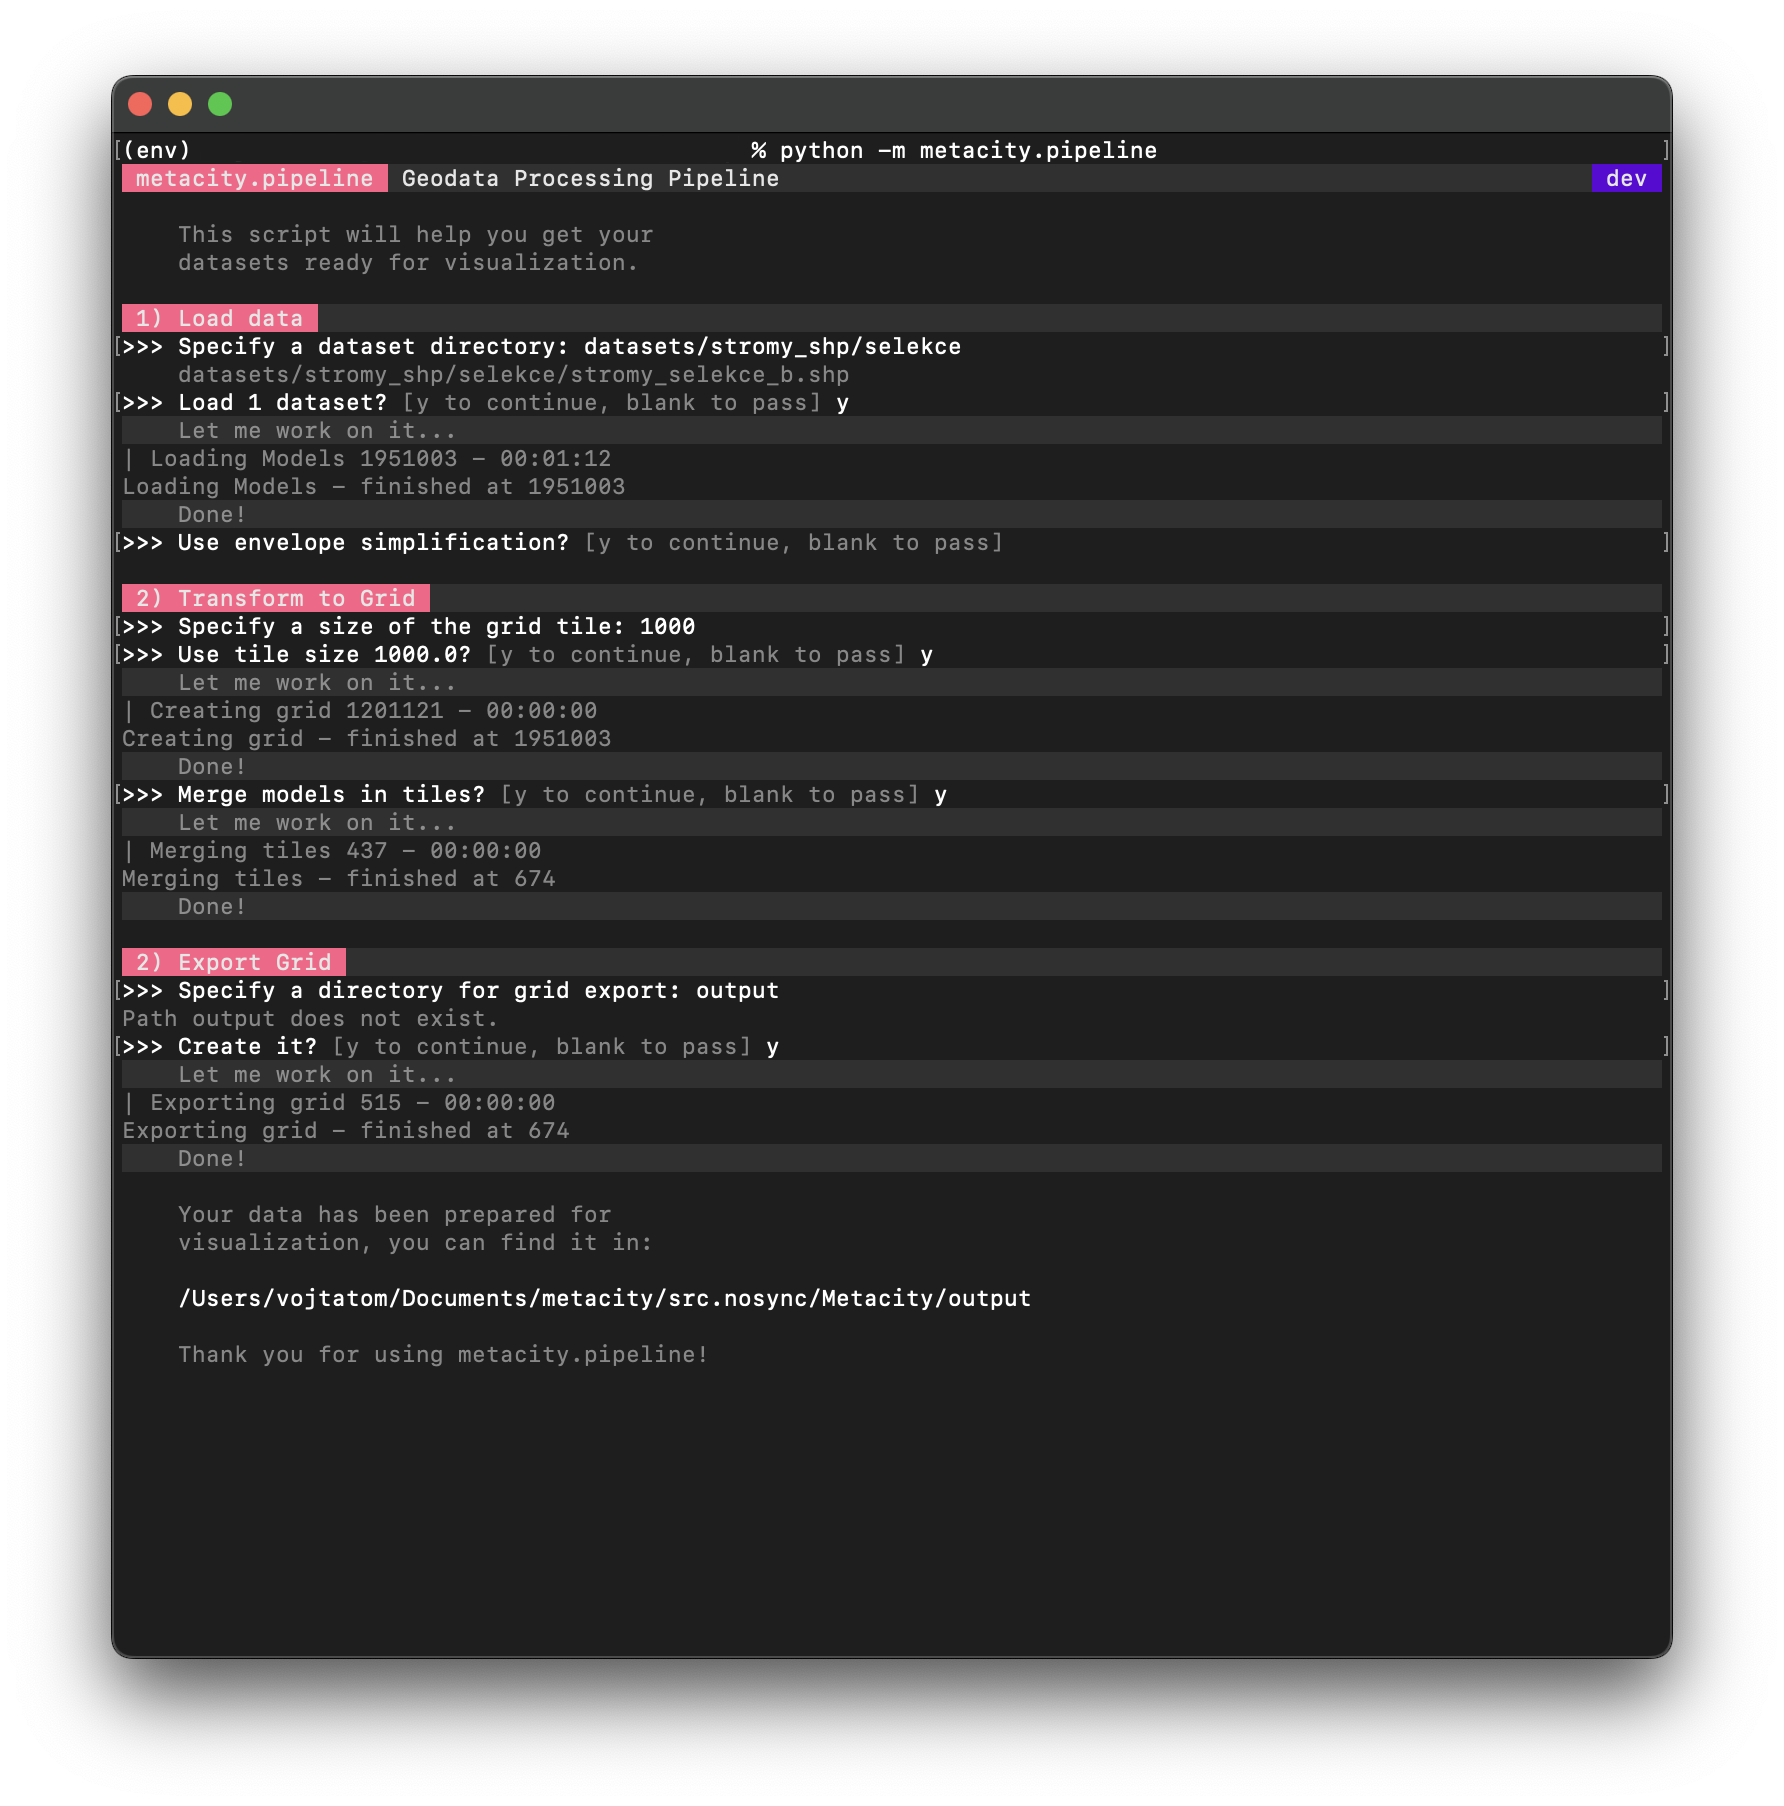 (env) % python -m metacity.pipeline
metacity.pipeline Geodata Processing Pipeline dev
This script will help you get your
datasets ready for visualization.
1) Load data
>>> Specify a dataset directory: datasets/stromy_shp/selekce
datasets/stromy_shp/selekce/stromy_selekce_b.shp
>>> Load 1 dataset? [y to continue, blank to pass] y
Let me work on it...
| Loading Models 1951003 - 00:01:12
Loading Models - finished at 1951003
Done!
>>> Use envelope simplification? [y to continue, blank to pass]
2) Transform to Grid
>>> Specify a size of the grid tile: 1000
>>> Use tile size 1000.0? [y to continue, blank to pass] y
Let me work on it...
| Creating grid 1201121 - 00:00:00
Creating grid - finished at 1951003
Done!
>>> Merge models in tiles? [y to continue, blank to pass] y
Let me work on it...
| Merging tiles 437 - 00:00:00
Merging tiles - finished at 674
Done!
2) Export Grid
>>> Specify a directory for grid export: output
Path output does not exist.
>>> Create it? [y to continue, blank to pass] y
Let me work on it...
| Exporting grid 515 - 00:00:00
Exporting grid - finished at 674
Done!
Your data has been prepared for
visualization, you can find it in:
/Users/vojtatom/Documents/metacity/src.nosync/Metacity/output
Thank you for using metacity.pipeline!